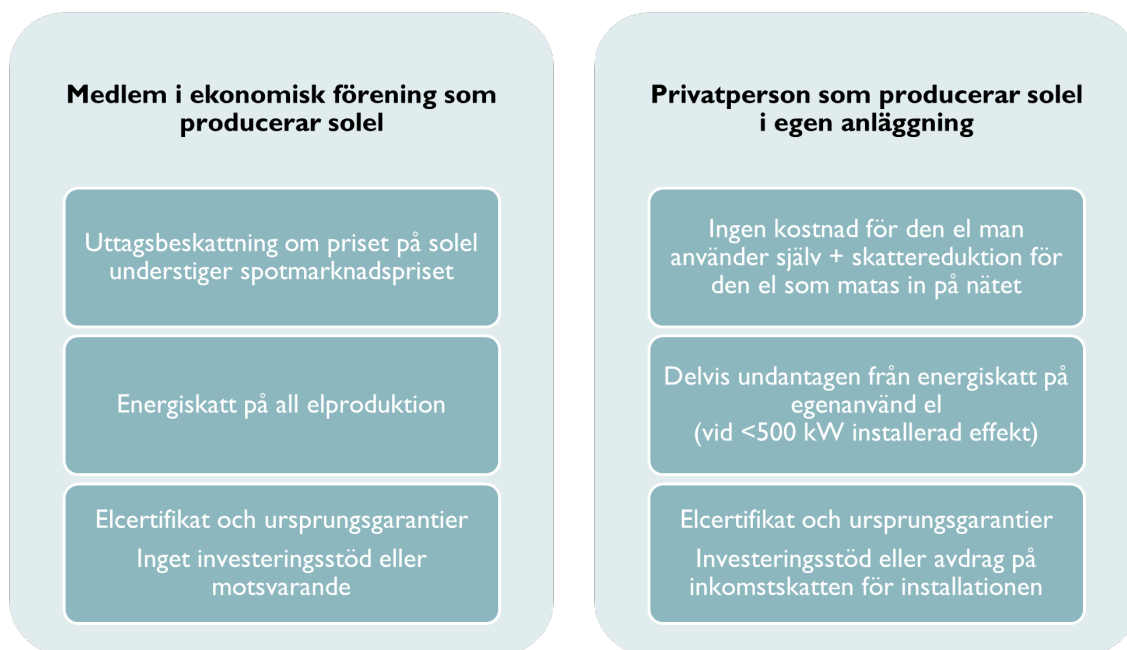 Medlem i ekonomisk förening som
producerar solel
Uttagsbeskattning om priset på solel
understiger spotmarknadspriset
Energiskatt på all elproduktion
Elcertifikat och ursprungsgarantier
Inget investeringsstöd eller
motsvarande
Privatperson som producerar solel
i egen anläggning
Ingen kostnad för den el man
använder själv + skattereduktion för
den el som matas in på nätet
Delvis undantagen från energiskatt på
egenanvänd el
(vid <500 kW installerad effekt)
Elcertifikat och ursprungsgarantier
Investeringsstöd eller avdrag på
inkomstskatten för installationen